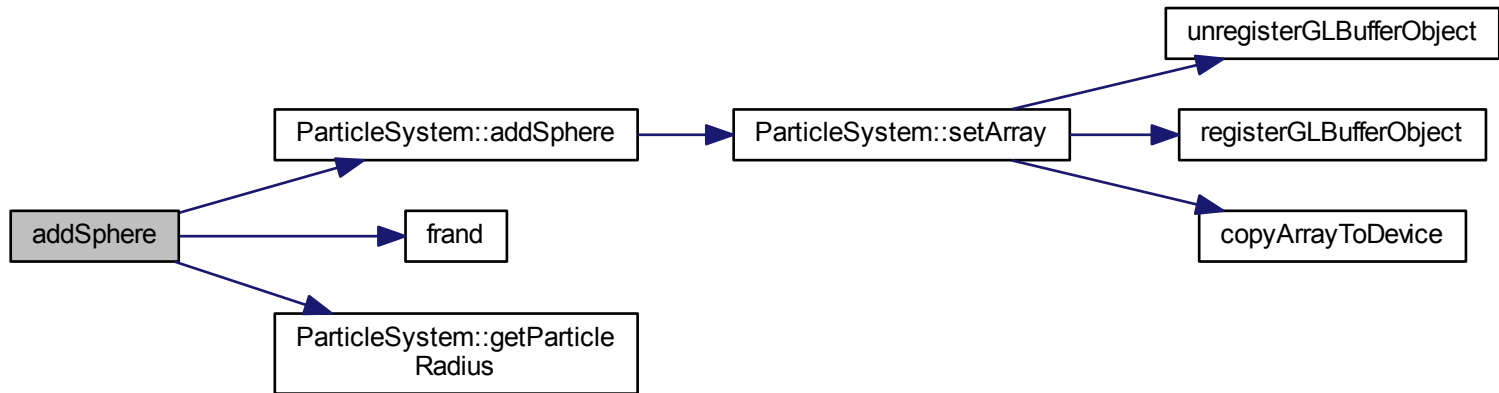 addSphere
ParticleSystem::addSphere
frand
ParticleSystem::getParticle
Radius
ParticleSystem::setArray
unregisterGLBufferObject
registerGLBufferObject
copyArrayToDevice